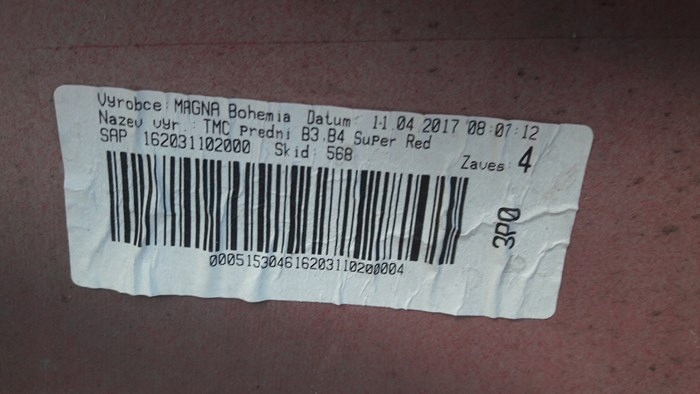 Vyrobce: MAGNA Bohemia Datum: 11.04 2017 08:07:12
Nazev vyr.: TMC Predni B3.B4 Super Red
SAP 162031102000 Skid: 568 Zaves: 4
3P0
000515304616203110200004